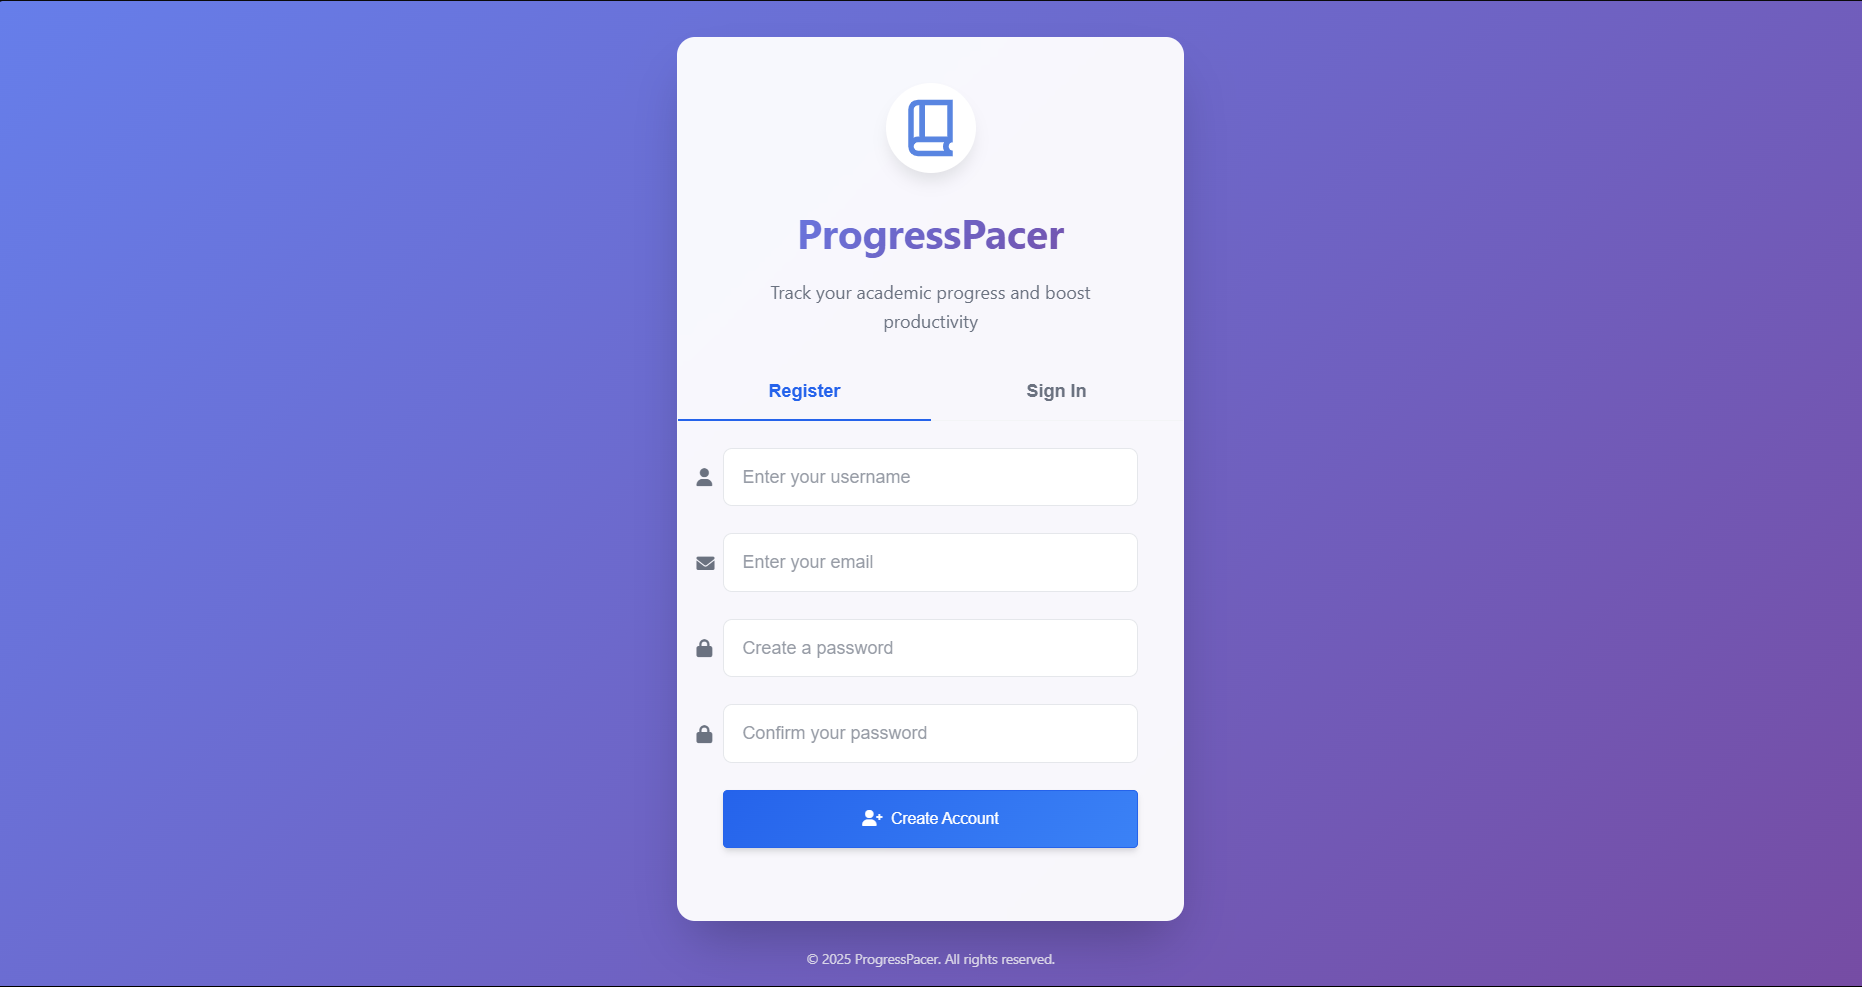 ProgressPacer
Track your academic progress and boost
productivity
Register
Sign In
Enter your username
Enter your email
Create a password
Confirm your password
Create Account
© 2025 ProgressPacer. All rights reserved.